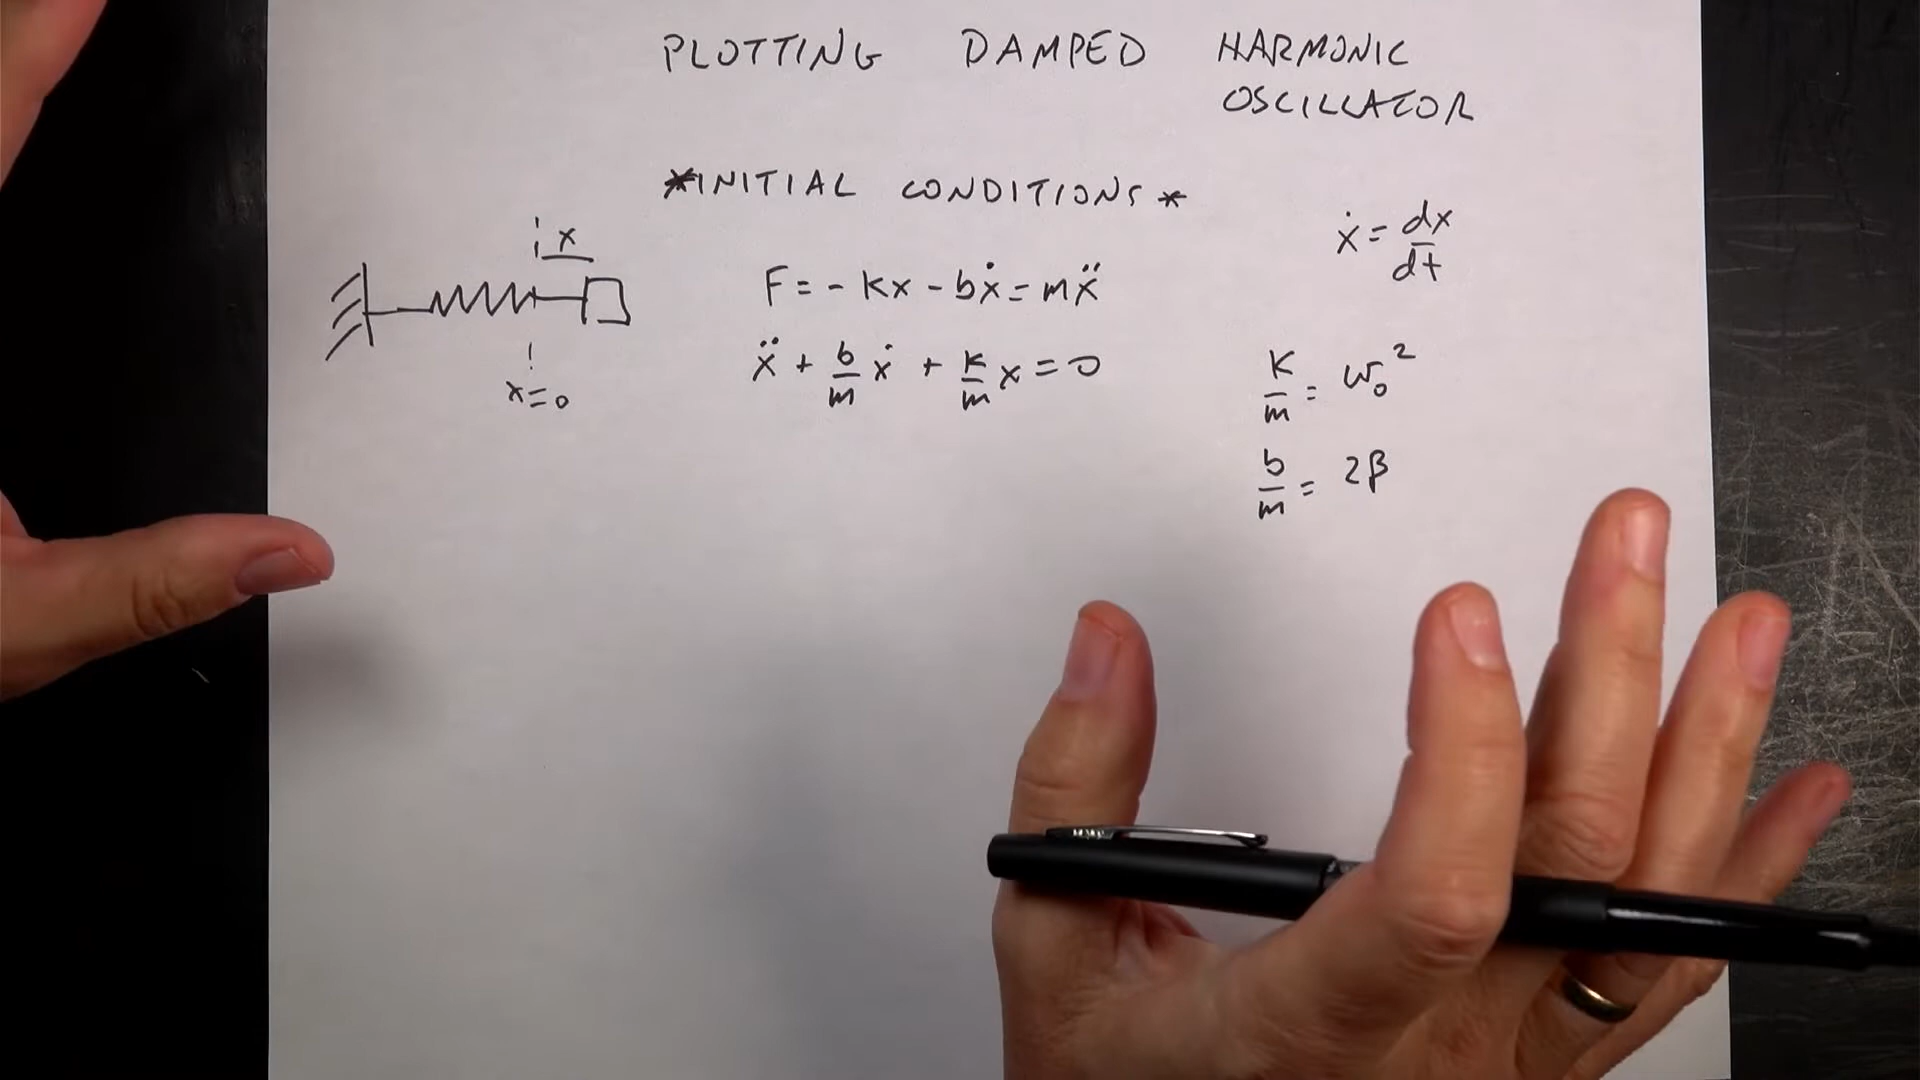 PLOTTING DAMPED HARMONIC
OSCILLATOR
*INITIAL CONDITIONS*
ẋ = dx/dt
x
F = - kx - bẋ = mẍ
ẍ + b/m ẋ + k/m x = 0
x=0
k/m = ω₀²
b/m = 2β